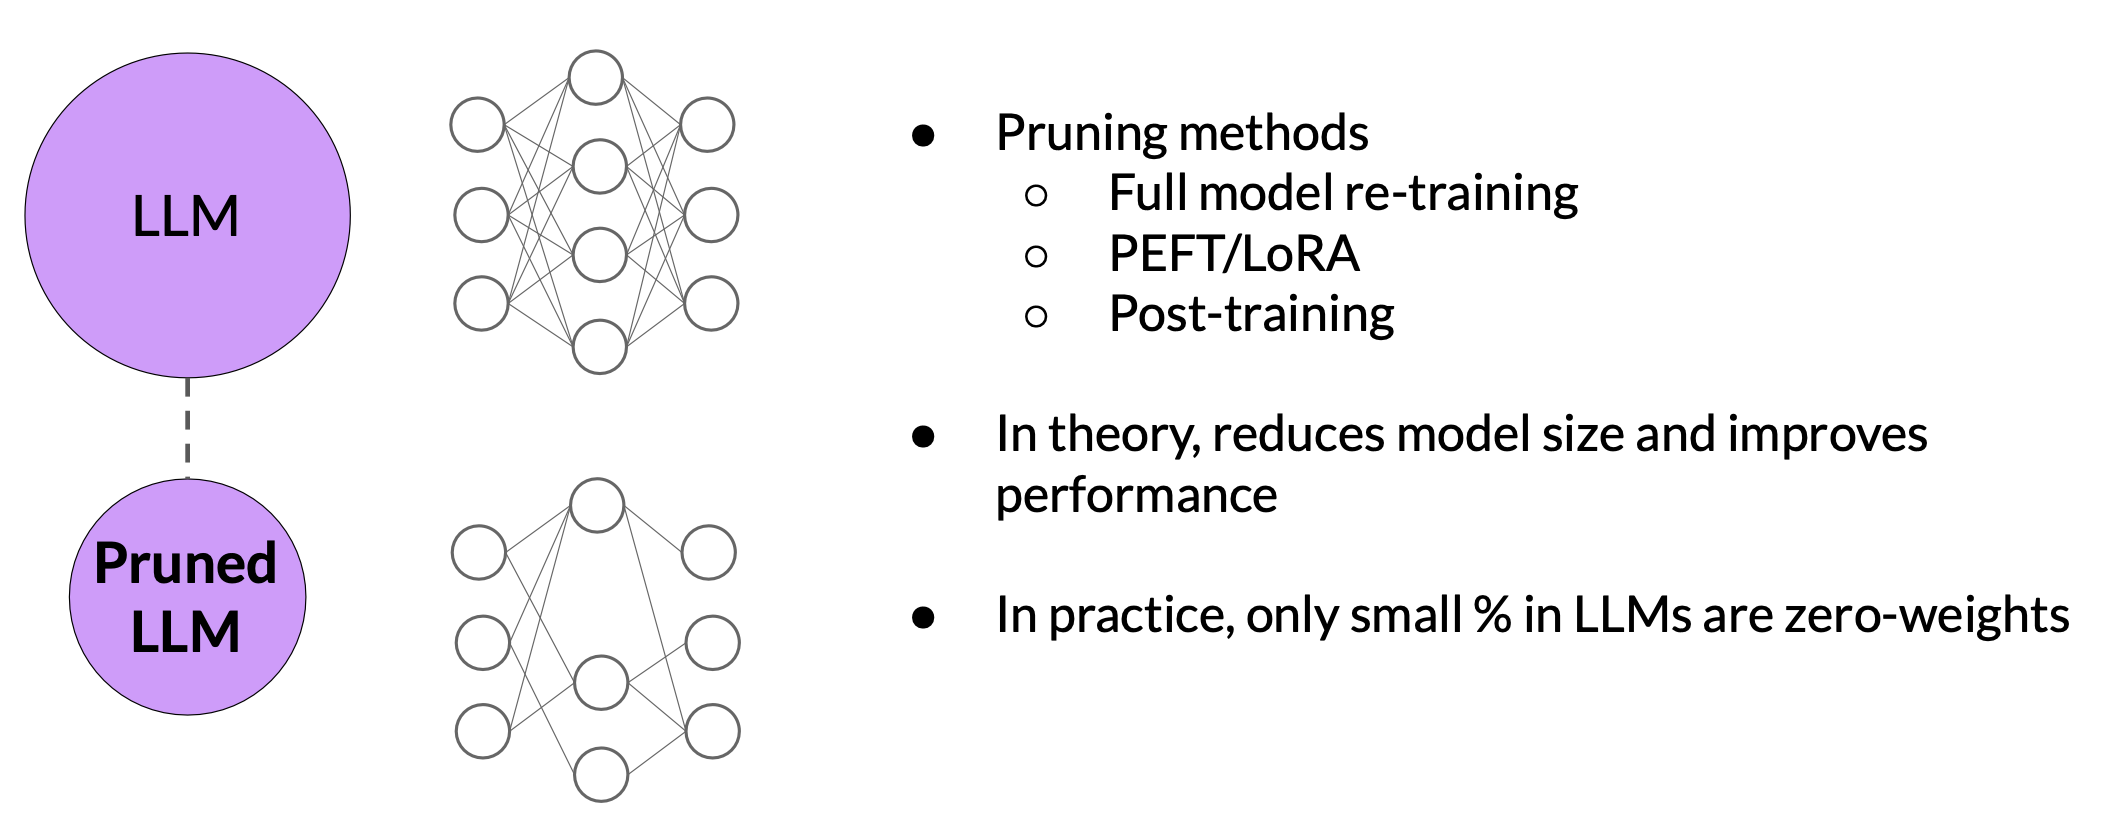 LLM
Pruned
LLM
● Pruning methods
○ Full model re-training
○ PEFT/LoRA
○ Post-training
● In theory, reduces model size and improves
performance
● In practice, only small % in LLMs are zero-weights